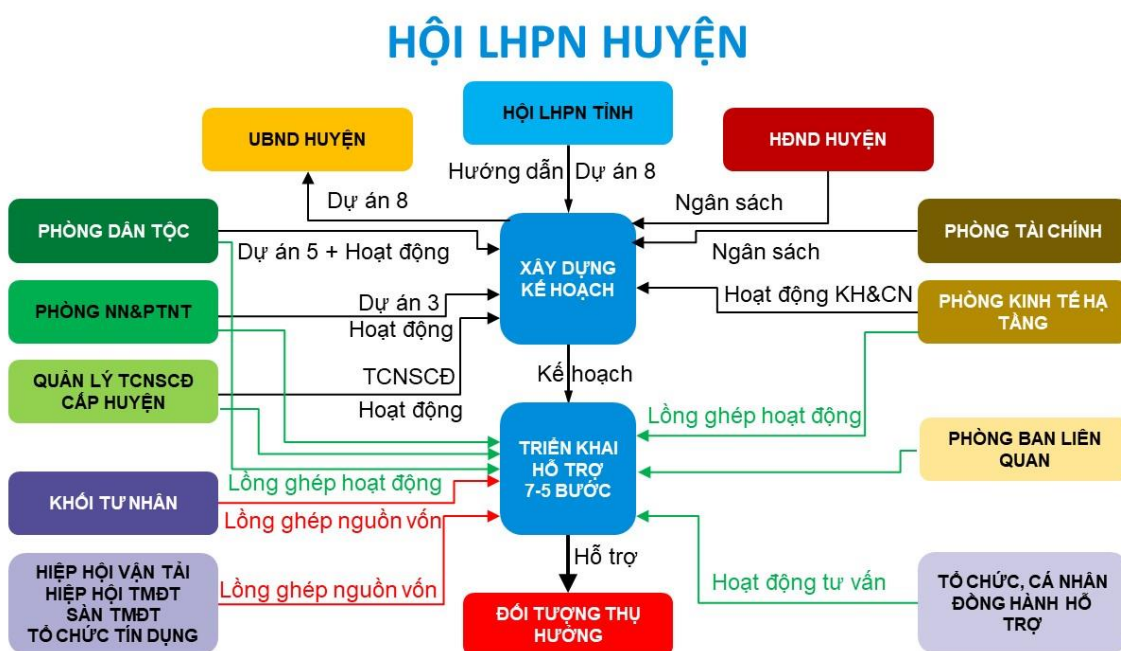 HỘI LHPN HUYỆN
HỘI LHPN TỈNH
UBND HUYỆN
HĐND HUYỆN
Hướng dẫn
Dự án 8
Dự án 8
Ngân sách
PHÒNG DÂN TỘC
PHÒNG TÀI CHÍNH
Dự án 5 + Hoạt động
Ngân sách
XÂY DỰNG
KẾ HOẠCH
Hoạt động KH&CN
PHÒNG NN&PTNT
Dự án 3
Hoạt động
PHÒNG KINH TẾ HẠ
TẦNG
QUẢN LÝ TCNSCĐ
CẤP HUYỆN
TCNSCĐ
Hoạt động
Kế hoạch
Lồng ghép hoạt động
TRIỂN KHAI
HỖ TRỢ
7-5 BƯỚC
PHÒNG BAN LIÊN
QUAN
Lồng ghép hoạt động
KHỐI TƯ NHÂN
Lồng ghép nguồn vốn
Hỗ trợ
HIỆP HỘI VẬN TẢI
HIỆP HỘI TMĐT
SÀN TMĐT
TỔ CHỨC TÍN DỤNG
Lồng ghép nguồn vốn
Hoạt động tư vấn
TỔ CHỨC, CÁ NHÂN
ĐỒNG HÀNH HỖ
TRỢ
ĐỐI TƯỢNG THỤ
HƯỞNG